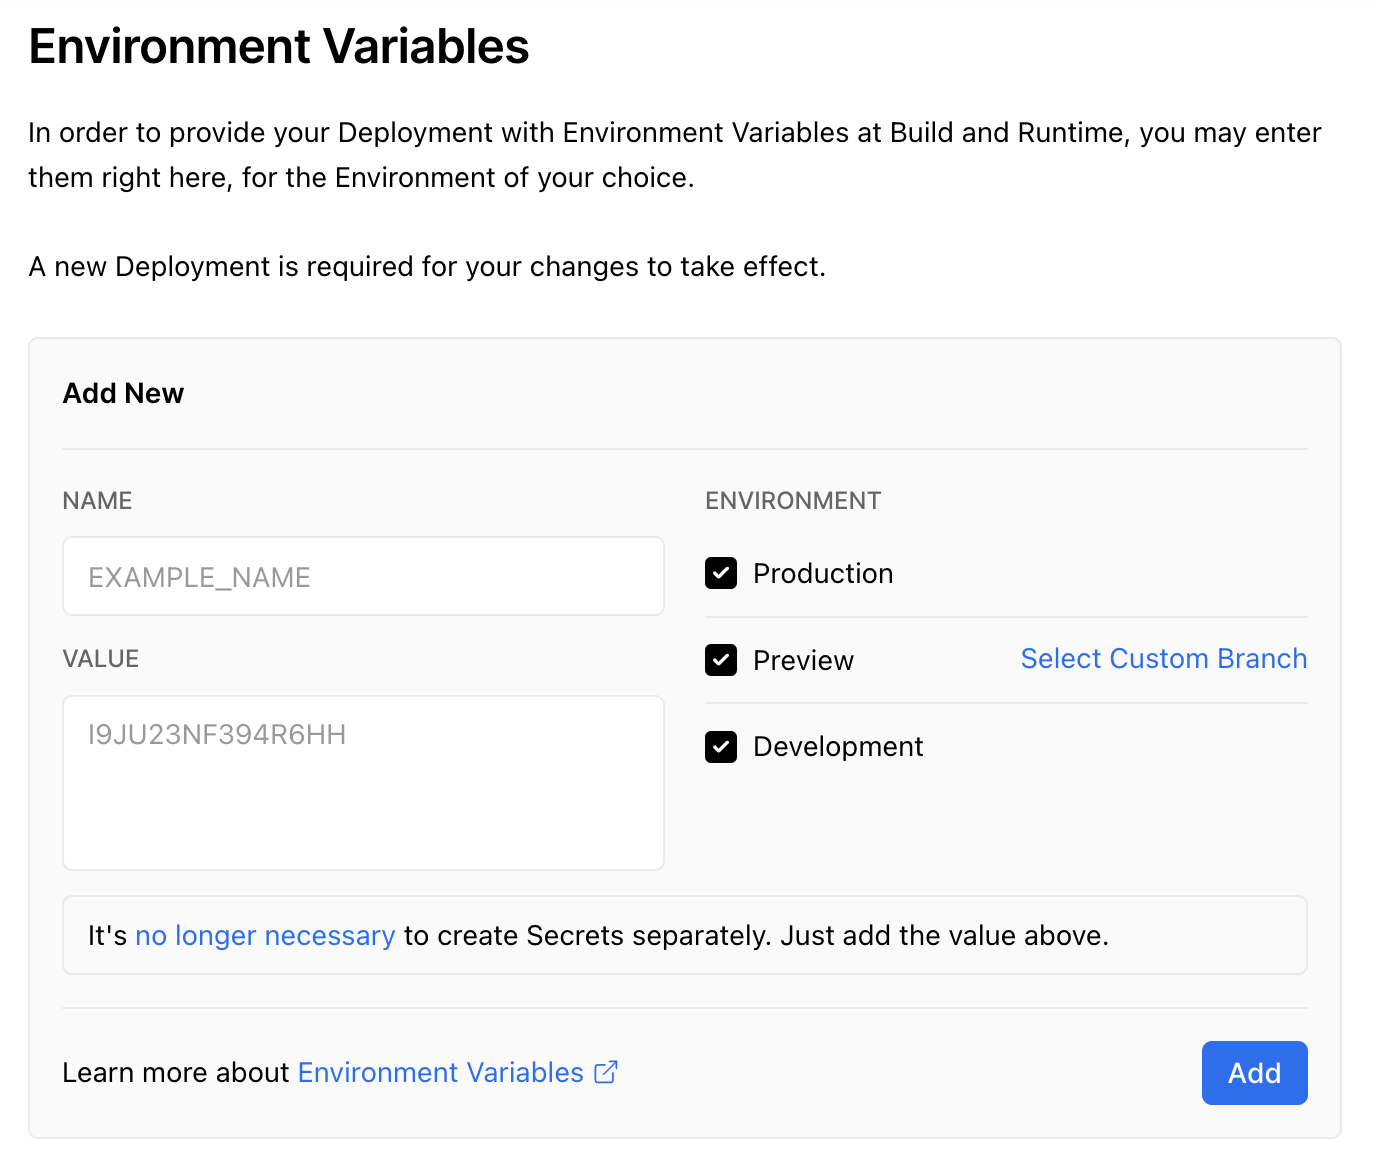 Environment Variables
In order to provide your Deployment with Environment Variables at Build and Runtime, you may enter
them right here, for the Environment of your choice.
A new Deployment is required for your changes to take effect.
Add New
NAME
EXAMPLE_NAME
VALUE
I9JU23NF394R6HH
ENVIRONMENT
Production
Preview
Select Custom Branch
Development
It's no longer necessary to create Secrets separately. Just add the value above.
Learn more about Environment Variables
Add